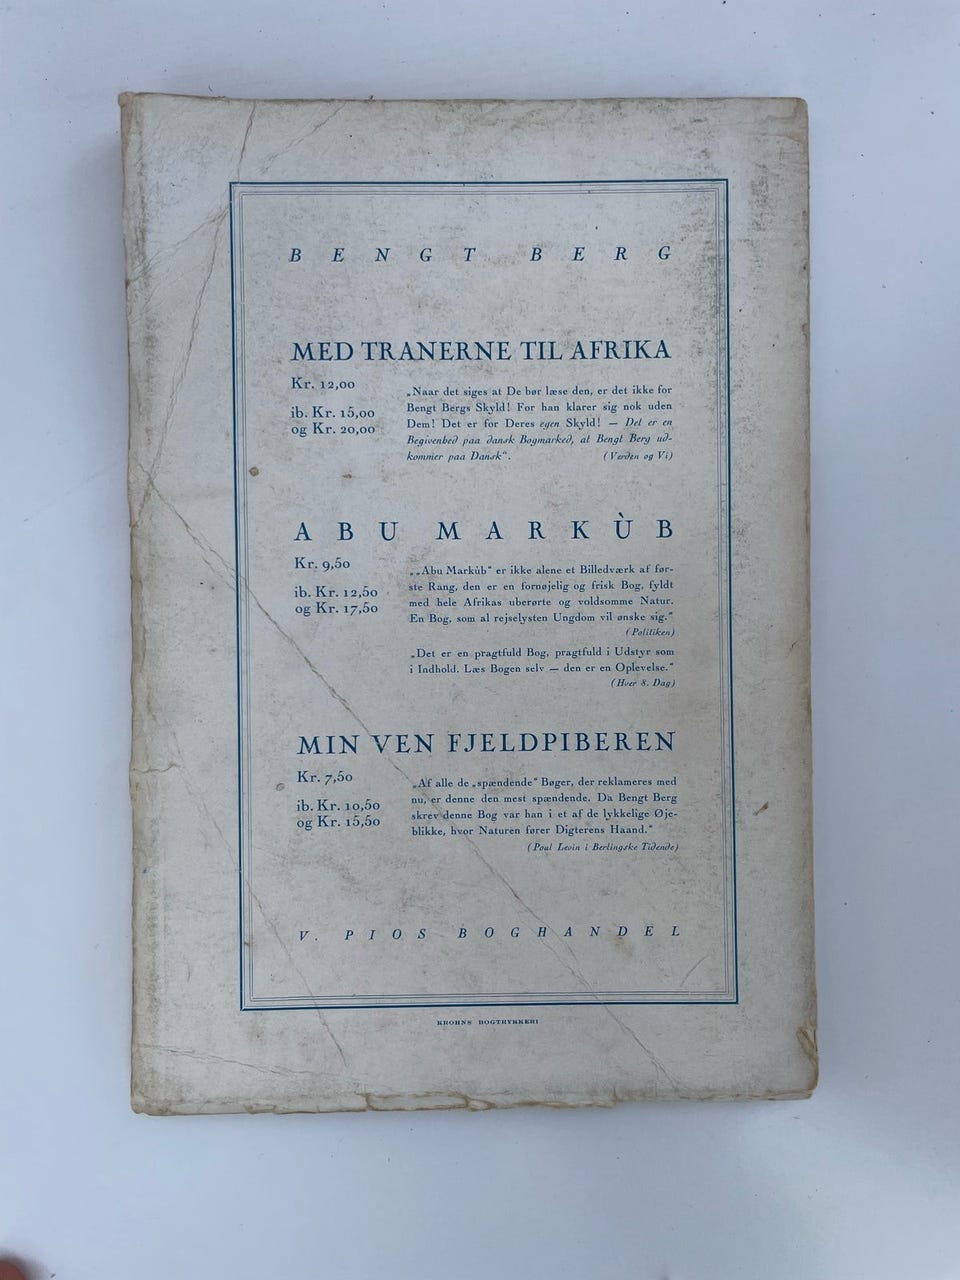 BENGT BERG
MED TRANERNE TIL AFRIKA
Kr. 12,00
ib. Kr. 15,00
og Kr. 20,00
„Naar det siges at De bør læse den, er det ikke for
Bengt Bergs Skyld! For han klarer sig nok uden
Dem! Det er for Deres egen Skyld! — Det er en
Begivenhed paa dansk Bogmarked, at Bengt Berg ud-
kommer paa Dansk“.
(Verden og Vi)
ABU MARKÙB
Kr. 9,50
ib. Kr. 12,50
og Kr. 17,50
„„Abu Markùb“ er ikke alene et Billedværk af før-
ste Rang, den er en fornøjelig og frisk Bog, fyldt
med hele Afrikas uberørte og voldsomme Natur.
En Bog, som al rejselysten Ungdom vil ønske sig.“
(Politiken)
„Det er en pragtfuld Bog, pragtfuld i Udstyr som
i Indhold. Læs Bogen selv — den er en Oplevelse.“
(Hver 8. Dag)
MIN VEN FJELDPIBEREN
Kr. 7,50
ib. Kr. 10,50
og Kr. 15,50
„Af alle de „spændende“ Bøger, der reklameres med
nu, er denne den mest spændende. Da Bengt Berg
skrev denne Bog var han i et af de lykkelige Øje-
blikke, hvor Naturen fører Digterens Haand.“
(Poul Levin i Berlingske Tidende)
V. PIOS BOGHANDEL
KROHNS BOGTRYKKERI